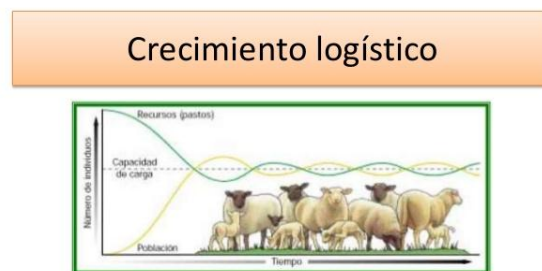 Crecimiento logístico
Recursos (pastos)
Capacidad
de carga
Número de individuos
Población
Tiempo